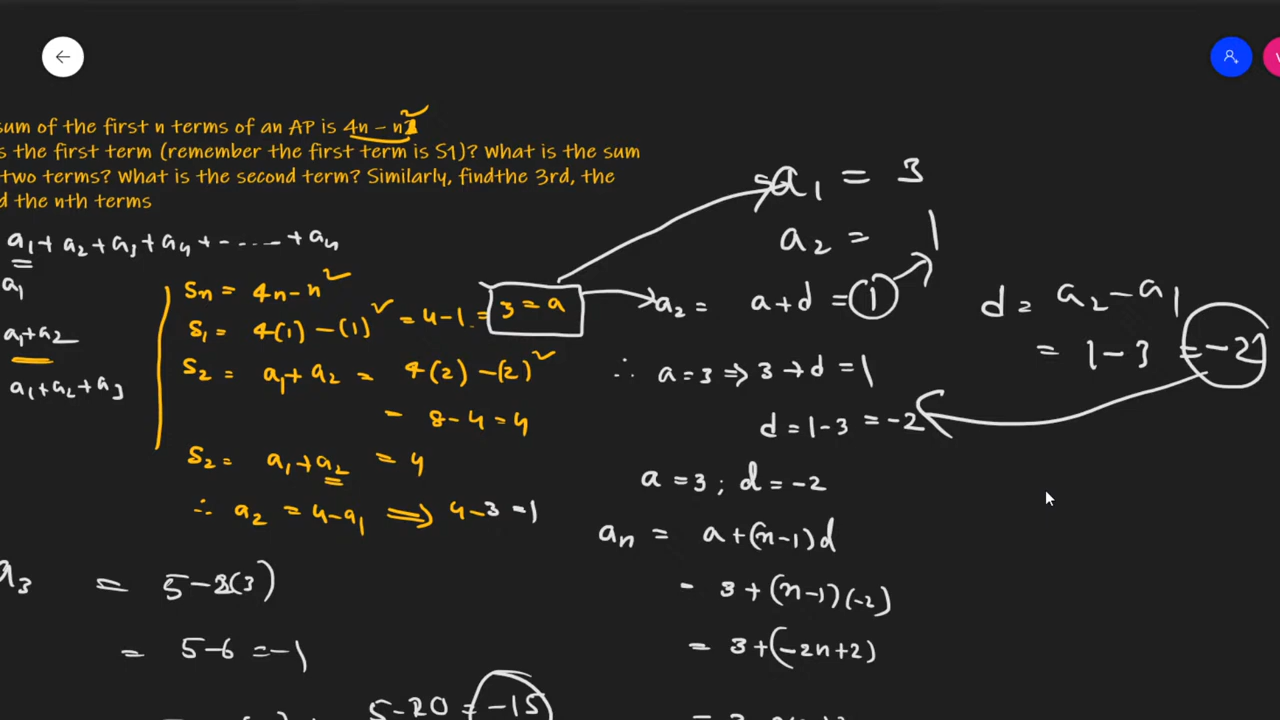 sum of the first n terms of an AP is 4n - n²
s the first term (remember the first term is S1)? What is the sum
two terms? What is the second term? Similarly, findthe 3rd, the
d the nth terms
a₁ + a₂ + a₃ + a₄ + ...... + aₙ
a₁
a₁+a₂
a₁+a₂+a₃
Sn = 4n-n²
S₁ = 4(1) -(1)² = 4-1 = 3 = a
S₂ = a₁+a₂ = 4(2) -(2)²
= 8-4 = 4
S₂ = a₁+a₂ = 4
∴ a₂ = 4-a₁ ⟹ 4-3 = 1
a₃ = 5-2(3)
= 5-6 = -1
5-20 = -15
a₁ = 3
a₂ = 1
a₂ = a+d = 1
∴ a=3 ⇒ 3+d = 1
d = 1-3 = -2
a = 3 ; d = -2
aₙ = a+(n-1)d
= 3+(n-1)(-2)
= 3+(-2n+2)
d = a₂-a₁
= 1-3 = -2